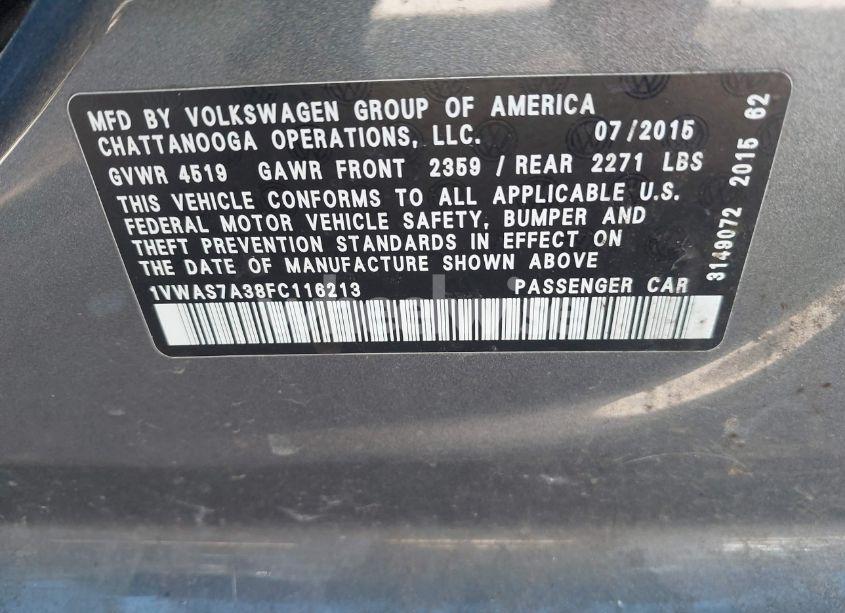 MFD BY VOLKSWAGEN GROUP OF AMERICA
CHATTANOOGA OPERATIONS, LLC. 07/2015
GVWR 4519 GAWR FRONT 2359 / REAR 2271 LBS
THIS VEHICLE CONFORMS TO ALL APPLICABLE U.S.
FEDERAL MOTOR VEHICLE SAFETY, BUMPER AND
THEFT PREVENTION STANDARDS IN EFFECT ON
THE DATE OF MANUFACTURE SHOWN ABOVE
1VWAS7A38FC116213 PASSENGER CAR
3149072 2015 62